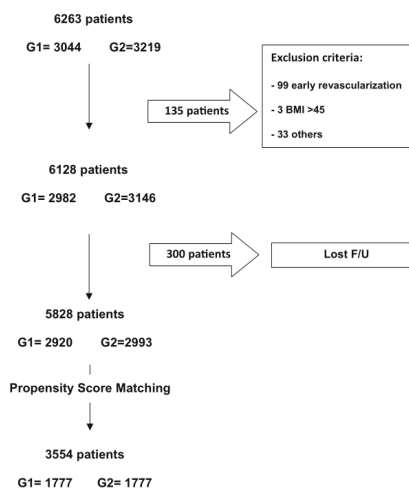 6263 patients
G1= 3044 G2=3219
Exclusion criteria:
- 99 early revascularization
- 3 BMI >45
- 33 others
135 patients
6128 patients
G1= 2982 G2=3146
300 patients
Lost F/U
5828 patients
G1= 2920 G2=2993
Propensity Score Matching
3554 patients
G1= 1777 G2= 1777